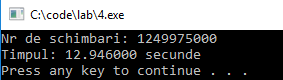 C:\code\lab\4.exe
Nr de schimbari: 1249975000
Timpul: 12.946000 secunde
Press any key to continue . . .